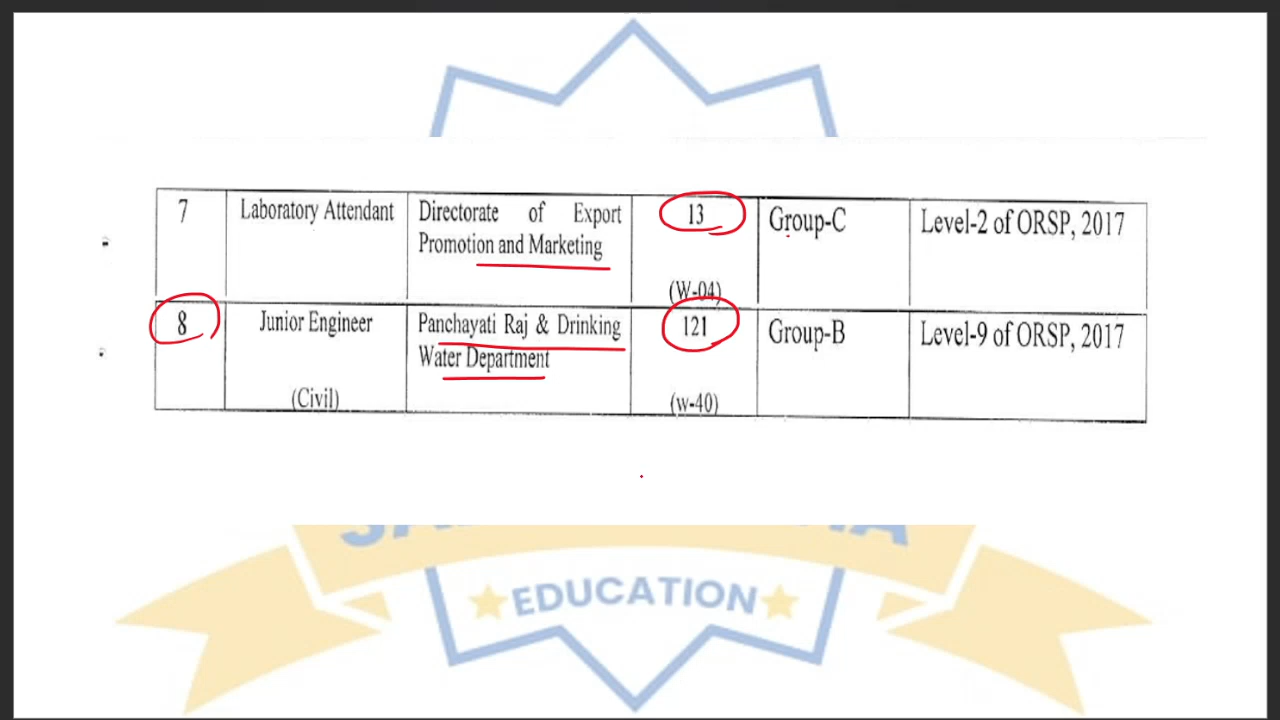 7 Laboratory Attendant Directorate of Export 13 Group-C Level-2 of ORSP, 2017
Promotion and Marketing
(W-04)
8 Junior Engineer Panchayati Raj & Drinking 121 Group-B Level-9 of ORSP, 2017
Water Department
(Civil) (w-40)
EDUCATION